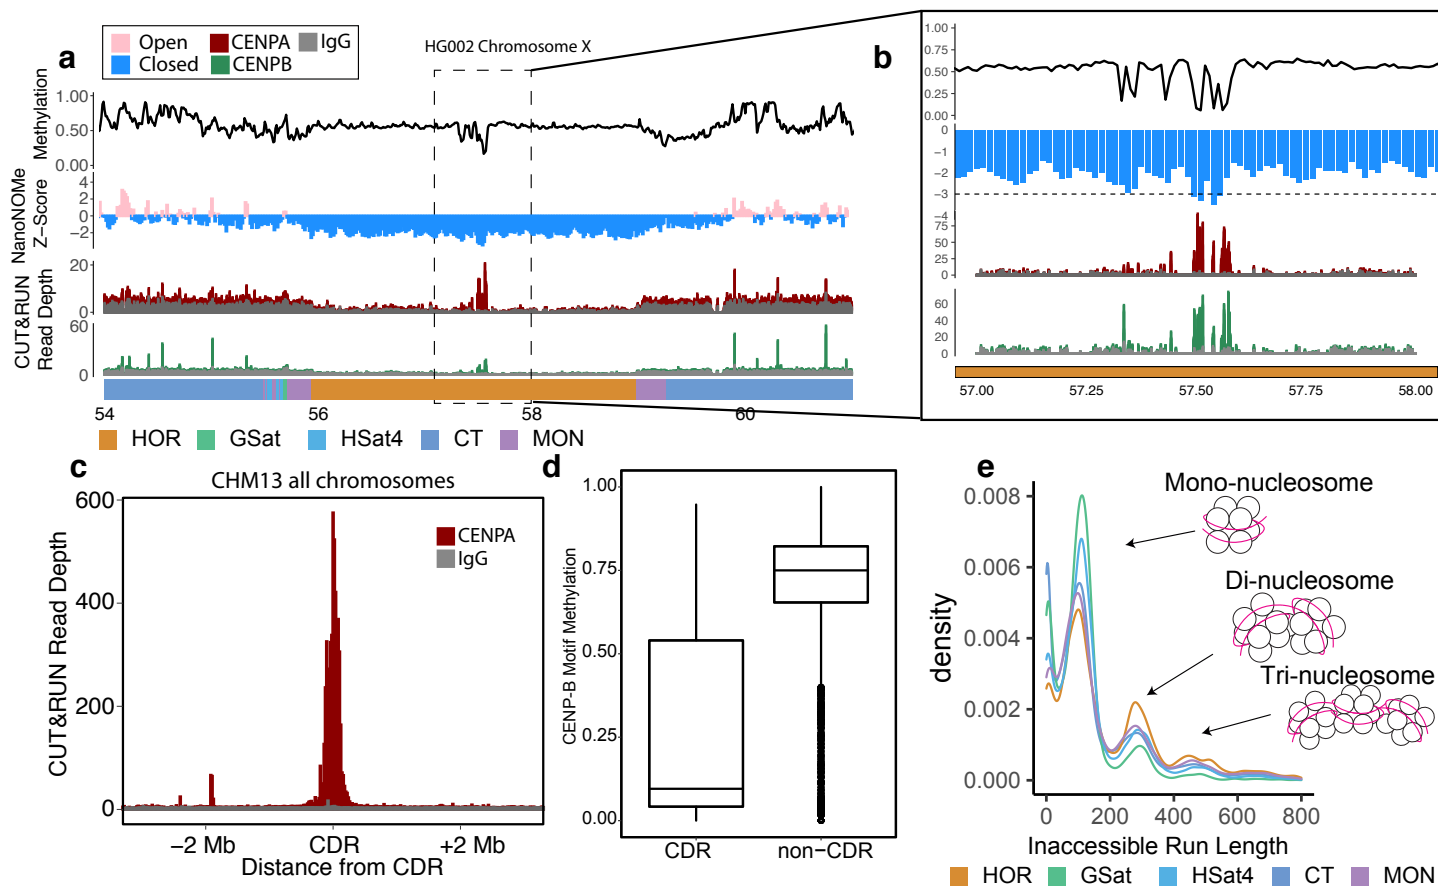 a
Open
CENPA
IgG
Closed
CENPB
HG002 Chromosome X
Methylation
1.00
0.50
0.00
NanoNOMe
Z−Score
4
2
0
−2
CUT&RUN
Read Depth
20
0
60
0
54
56
58
60
HOR
GSat
HSat4
CT
MON
b
1.00
0.75
0.50
0.25
0.00
0
−1
−2
−3
−4
75
50
25
0
60
40
20
0
57.00
57.25
57.50
57.75
58.00
c
CHM13 all chromosomes
CUT&RUN Read Depth
600
400
200
0
CENPA
IgG
−2 Mb
CDR
+2 Mb
Distance from CDR
d
CENP-B Motif Methylation
1.00
0.75
0.50
0.25
0.00
CDR
non−CDR
e
density
0.008
0.006
0.004
0.002
0.000
Mono-nucleosome
Di-nucleosome
Tri-nucleosome
0
200
400
600
800
Inaccessible Run Length
HOR
GSat
HSat4
CT
MON